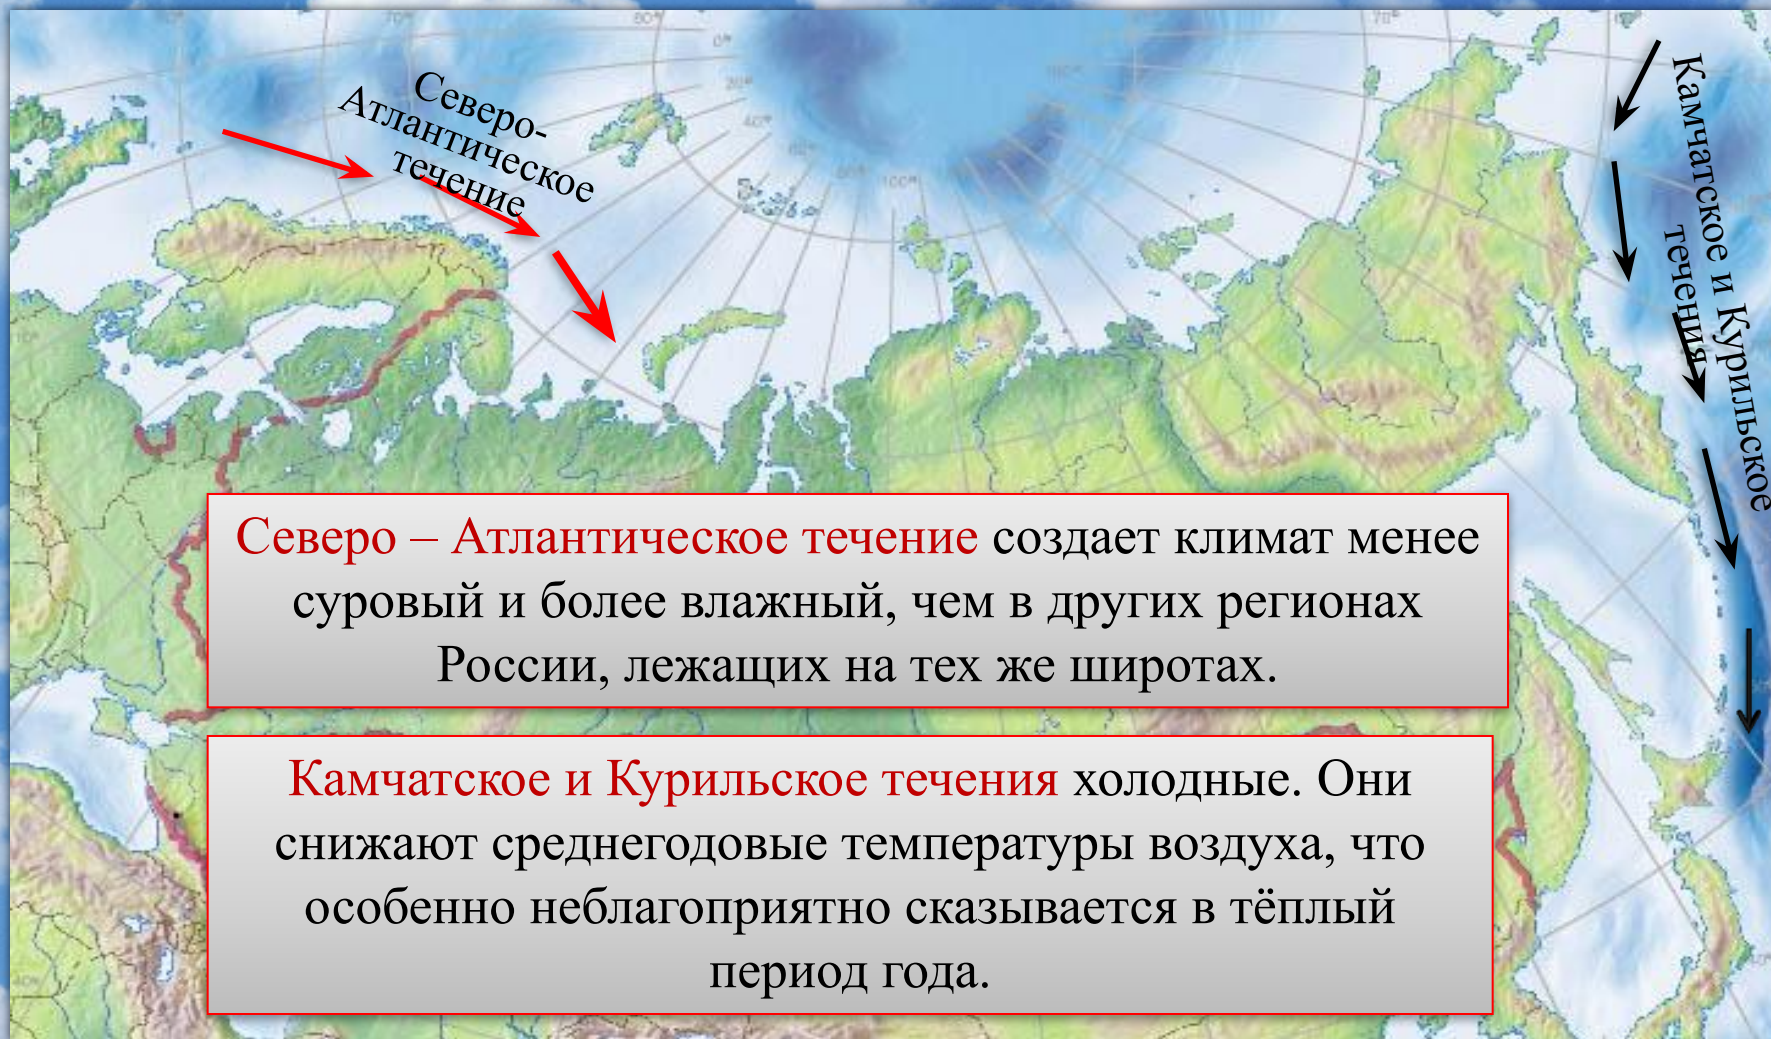 Северо-
Атлантическое
течение
Камчатское и Курильское
течения
Северо – Атлантическое течение создает климат менее
суровый и более влажный, чем в других регионах
России, лежащих на тех же широтах.
Камчатское и Курильское течения холодные. Они
снижают среднегодовые температуры воздуха, что
особенно неблагоприятно сказывается в тёплый
период года.